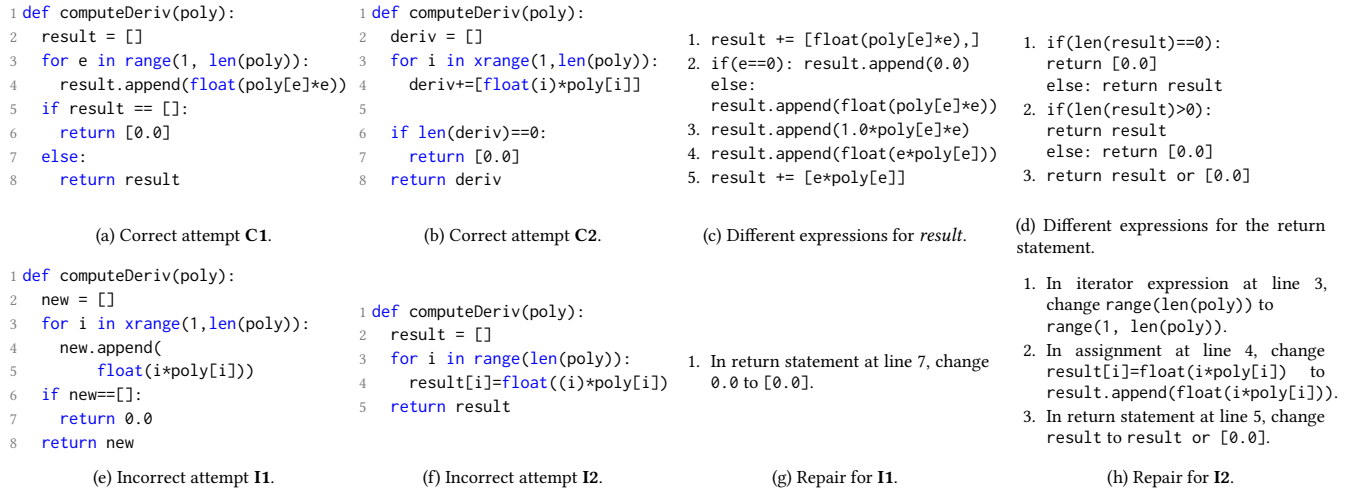 1 def computeDeriv(poly):
2 result = []
3 for e in range(1, len(poly)):
4 result.append(float(poly[e]*e))
5 if result == []:
6 return [0.0]
7 else:
8 return result
(a) Correct attempt C1.
1 def computeDeriv(poly):
2 deriv = []
3 for i in xrange(1,len(poly)):
4 deriv+=[float(i)*poly[i]]
5
6 if len(deriv)==0:
7 return [0.0]
8 return deriv
(b) Correct attempt C2.
1. result += [float(poly[e]*e),]
2. if(e==0): result.append(0.0)
else:
result.append(float(poly[e]*e))
3. result.append(1.0*poly[e]*e)
4. result.append(float(e*poly[e]))
5. result += [e*poly[e]]
(c) Different expressions for result.
1. if(len(result)==0):
return [0.0]
else: return result
2. if(len(result)>0):
return result
else: return [0.0]
3. return result or [0.0]
(d) Different expressions for the return
statement.
1 def computeDeriv(poly):
2 new = []
3 for i in xrange(1,len(poly)):
4 new.append(
5 float(i*poly[i]))
6 if new==[]:
7 return 0.0
8 return new
(e) Incorrect attempt I1.
1 def computeDeriv(poly):
2 result = []
3 for i in range(len(poly)):
4 result[i]=float((i)*poly[i])
5 return result
(f) Incorrect attempt I2.
1. In return statement at line 7, change
0.0 to [0.0].
(g) Repair for I1.
1. In iterator expression at line 3,
change range(len(poly)) to
range(1, len(poly)).
2. In assignment at line 4, change
result[i]=float(i*poly[i]) to
result.append(float(i*poly[i])).
3. In return statement at line 5, change
result to result or [0.0].
(h) Repair for I2.